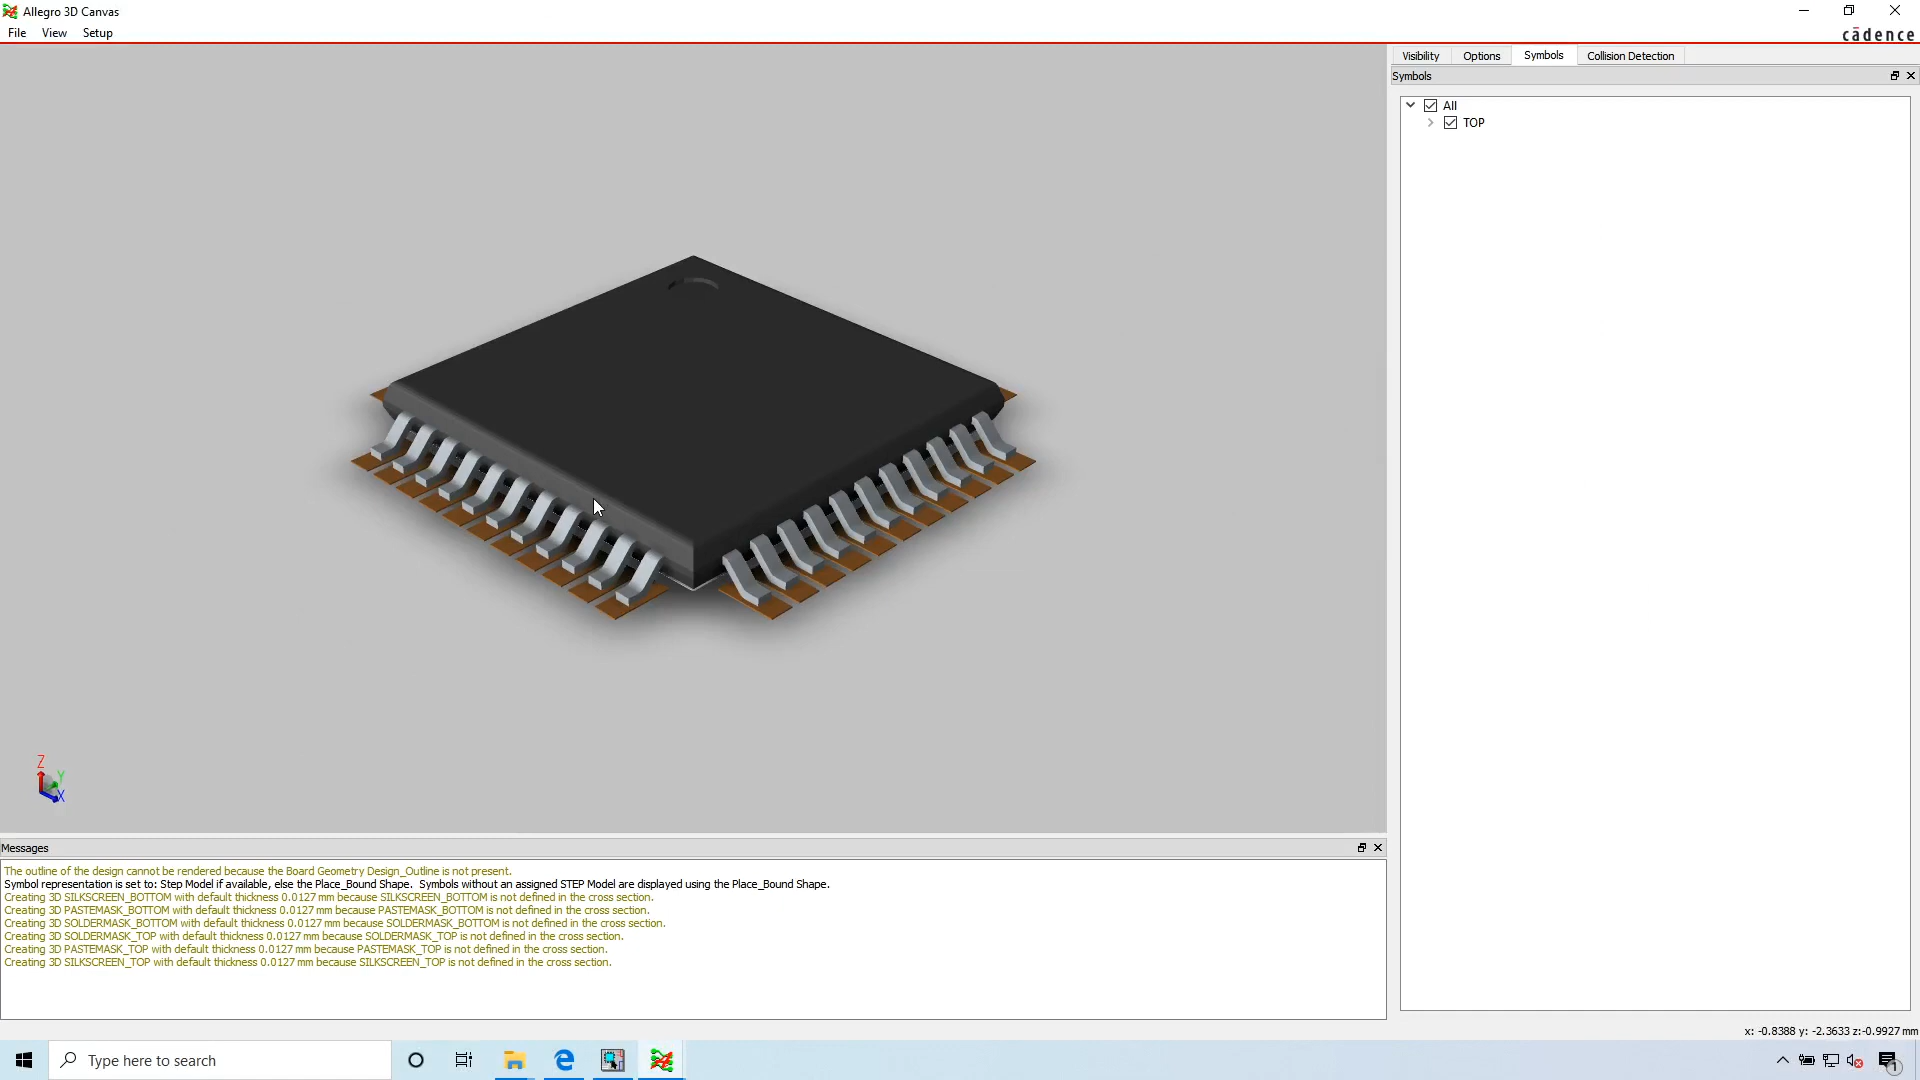 Allegro 3D Canvas
File View Setup
cādence
Visibility Options Symbols Collision Detection
Symbols
All
TOP
Z
Y
X
Messages
The outline of the design cannot be rendered because the Board Geometry Design_Outline is not present.
Symbol representation is set to: Step Model if available, else the Place_Bound Shape.  Symbols without an assigned STEP Model are displayed using the Place_Bound Shape.
Creating 3D SILKSCREEN_BOTTOM with default thickness 0.0127 mm because SILKSCREEN_BOTTOM is not defined in the cross section.
Creating 3D PASTEMASK_BOTTOM with default thickness 0.0127 mm because PASTEMASK_BOTTOM is not defined in the cross section.
Creating 3D SOLDERMASK_BOTTOM with default thickness 0.0127 mm because SOLDERMASK_BOTTOM is not defined in the cross section.
Creating 3D SOLDERMASK_TOP with default thickness 0.0127 mm because SOLDERMASK_TOP is not defined in the cross section.
Creating 3D PASTEMASK_TOP with default thickness 0.0127 mm because PASTEMASK_TOP is not defined in the cross section.
Creating 3D SILKSCREEN_TOP with default thickness 0.0127 mm because SILKSCREEN_TOP is not defined in the cross section.
x: -0.8388 y: -2.3633 z:-0.9927 mm
Type here to search
1